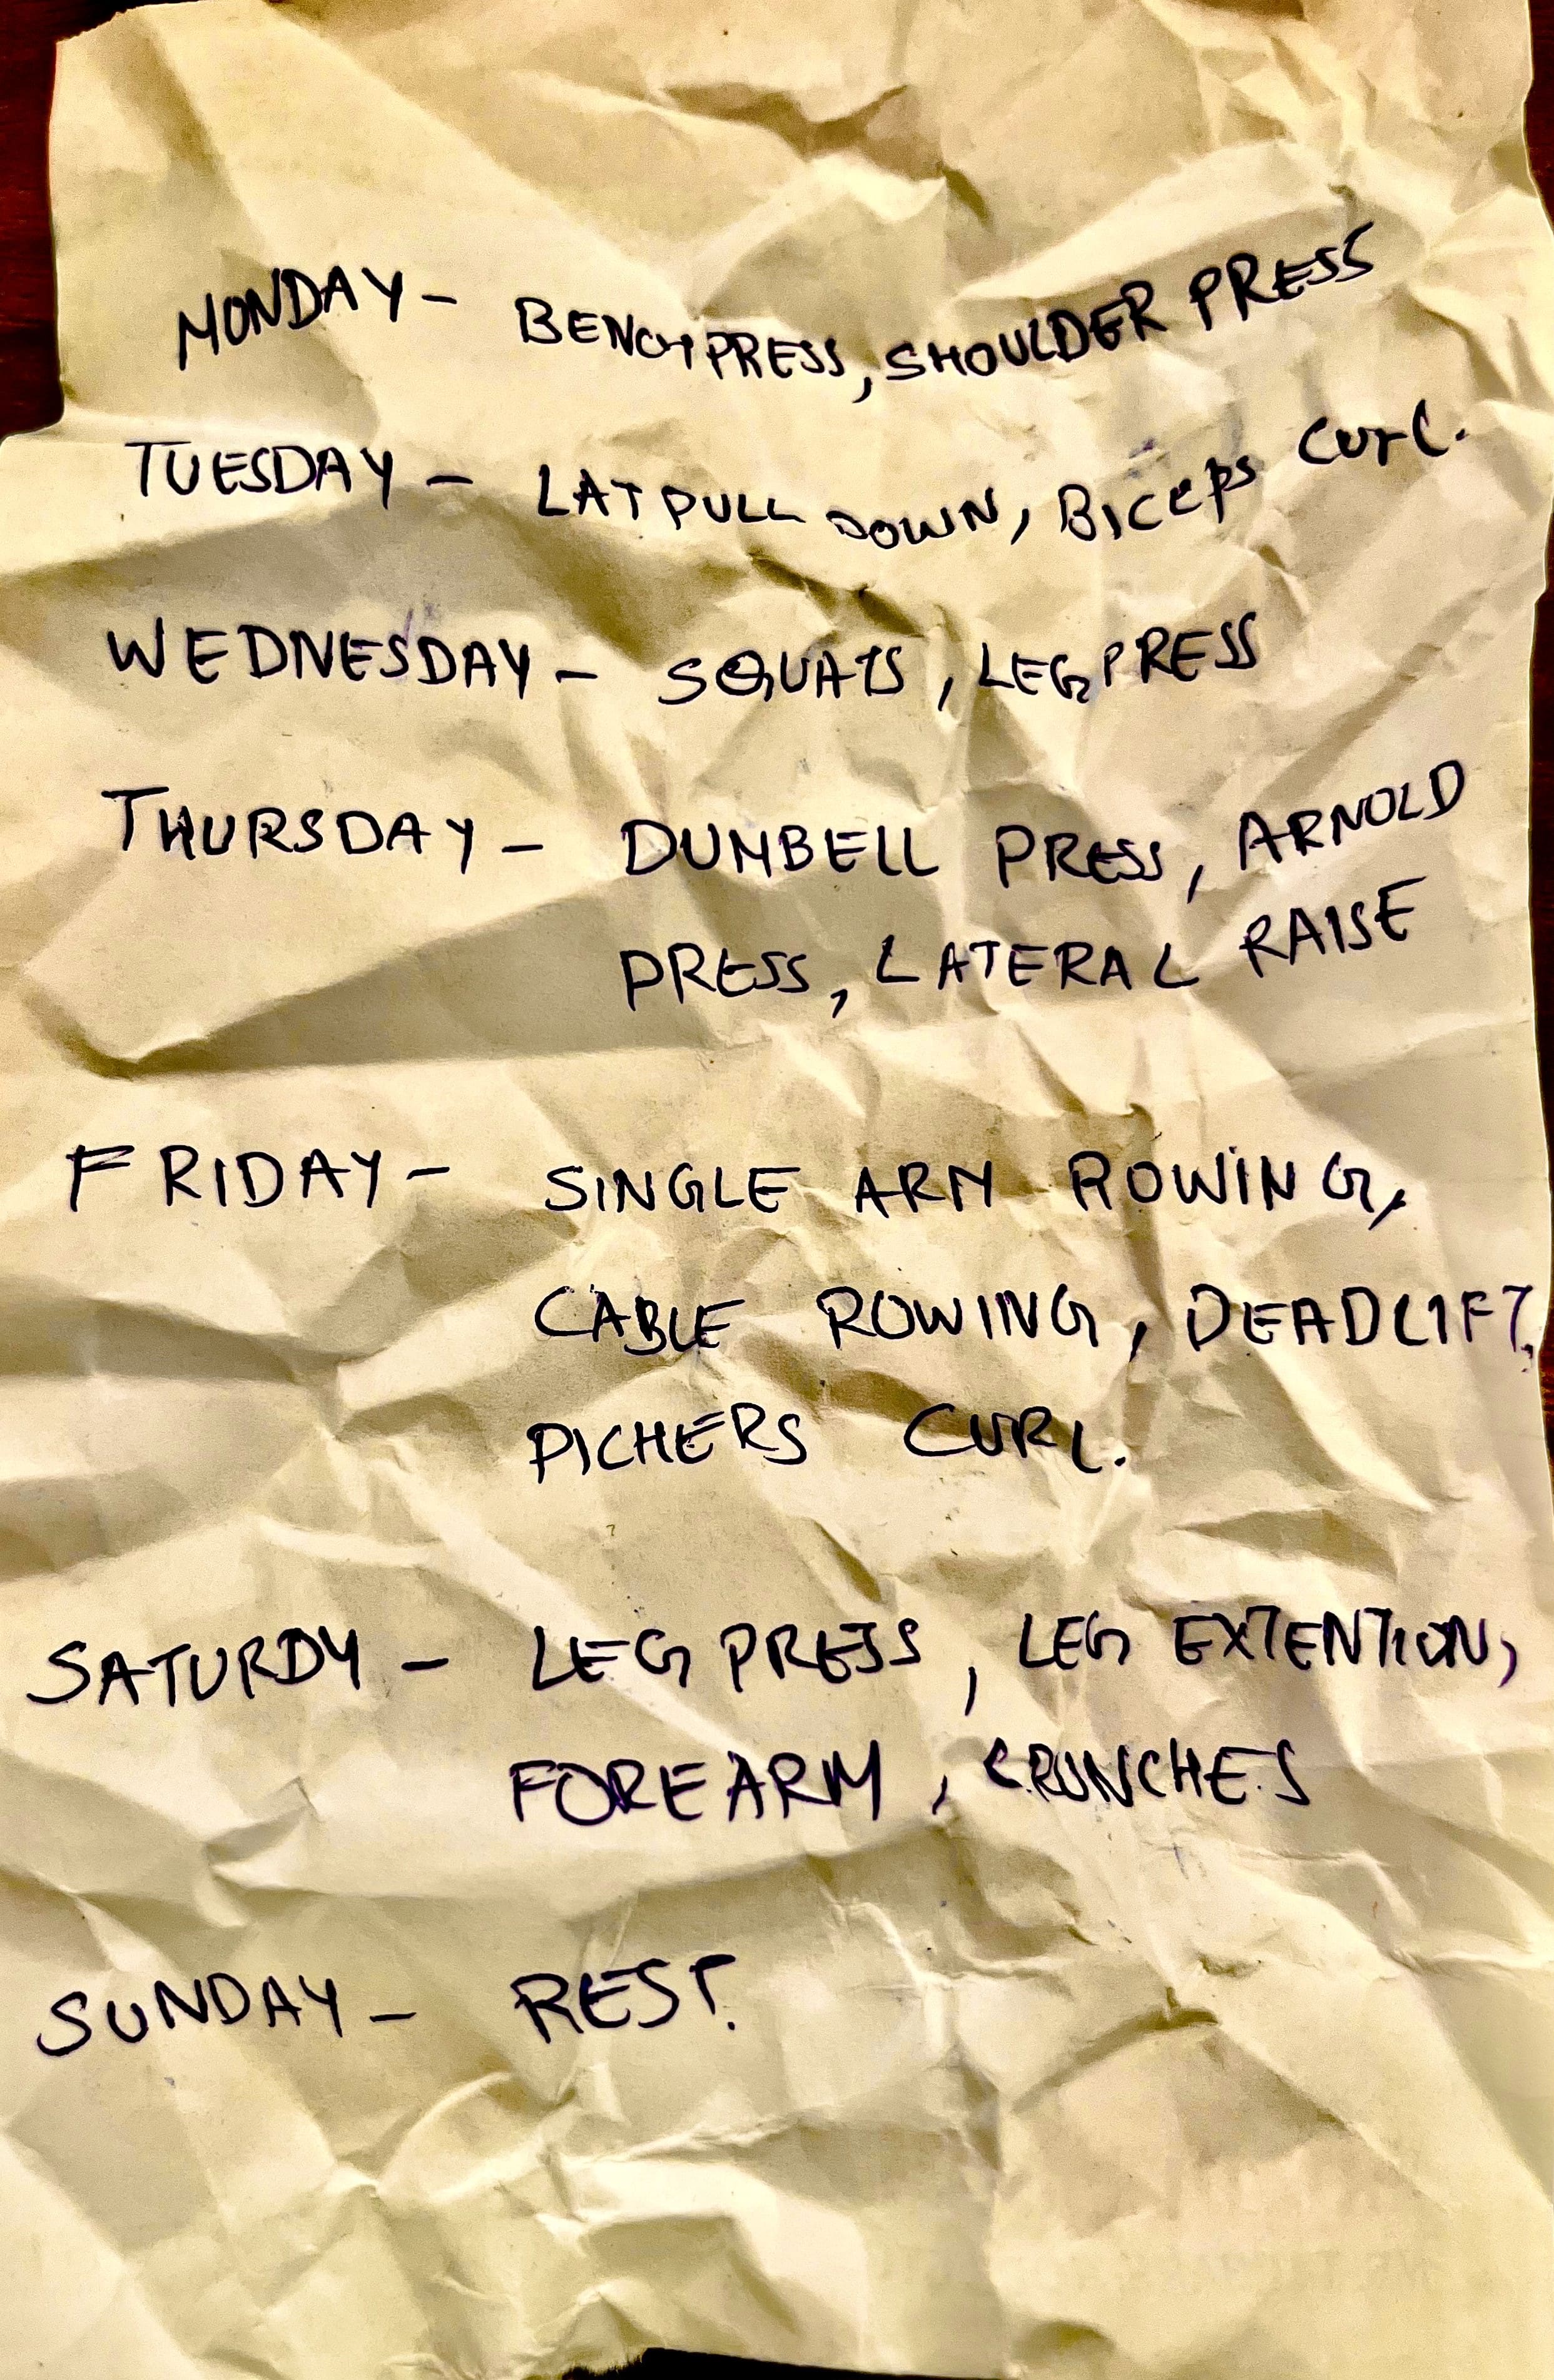 MONDAY - BENCHPRESS, SHOULDER PRESS
TUESDAY - LAT PULL DOWN, BICEPS CURL.
WEDNESDAY - SQUATS, LEG PRESS
THURSDAY - DUMBELL PRESS, ARNOLD
PRESS, LATERAL RAISE
FRIDAY - SINGLE ARM ROWING,
CABLE ROWING, DEADLIFT,
PICHERS CURL.
SATURDY - LEG PRESS, LEG EXTENTION,
FOREARM, CRUNCHES
SUNDAY - REST.